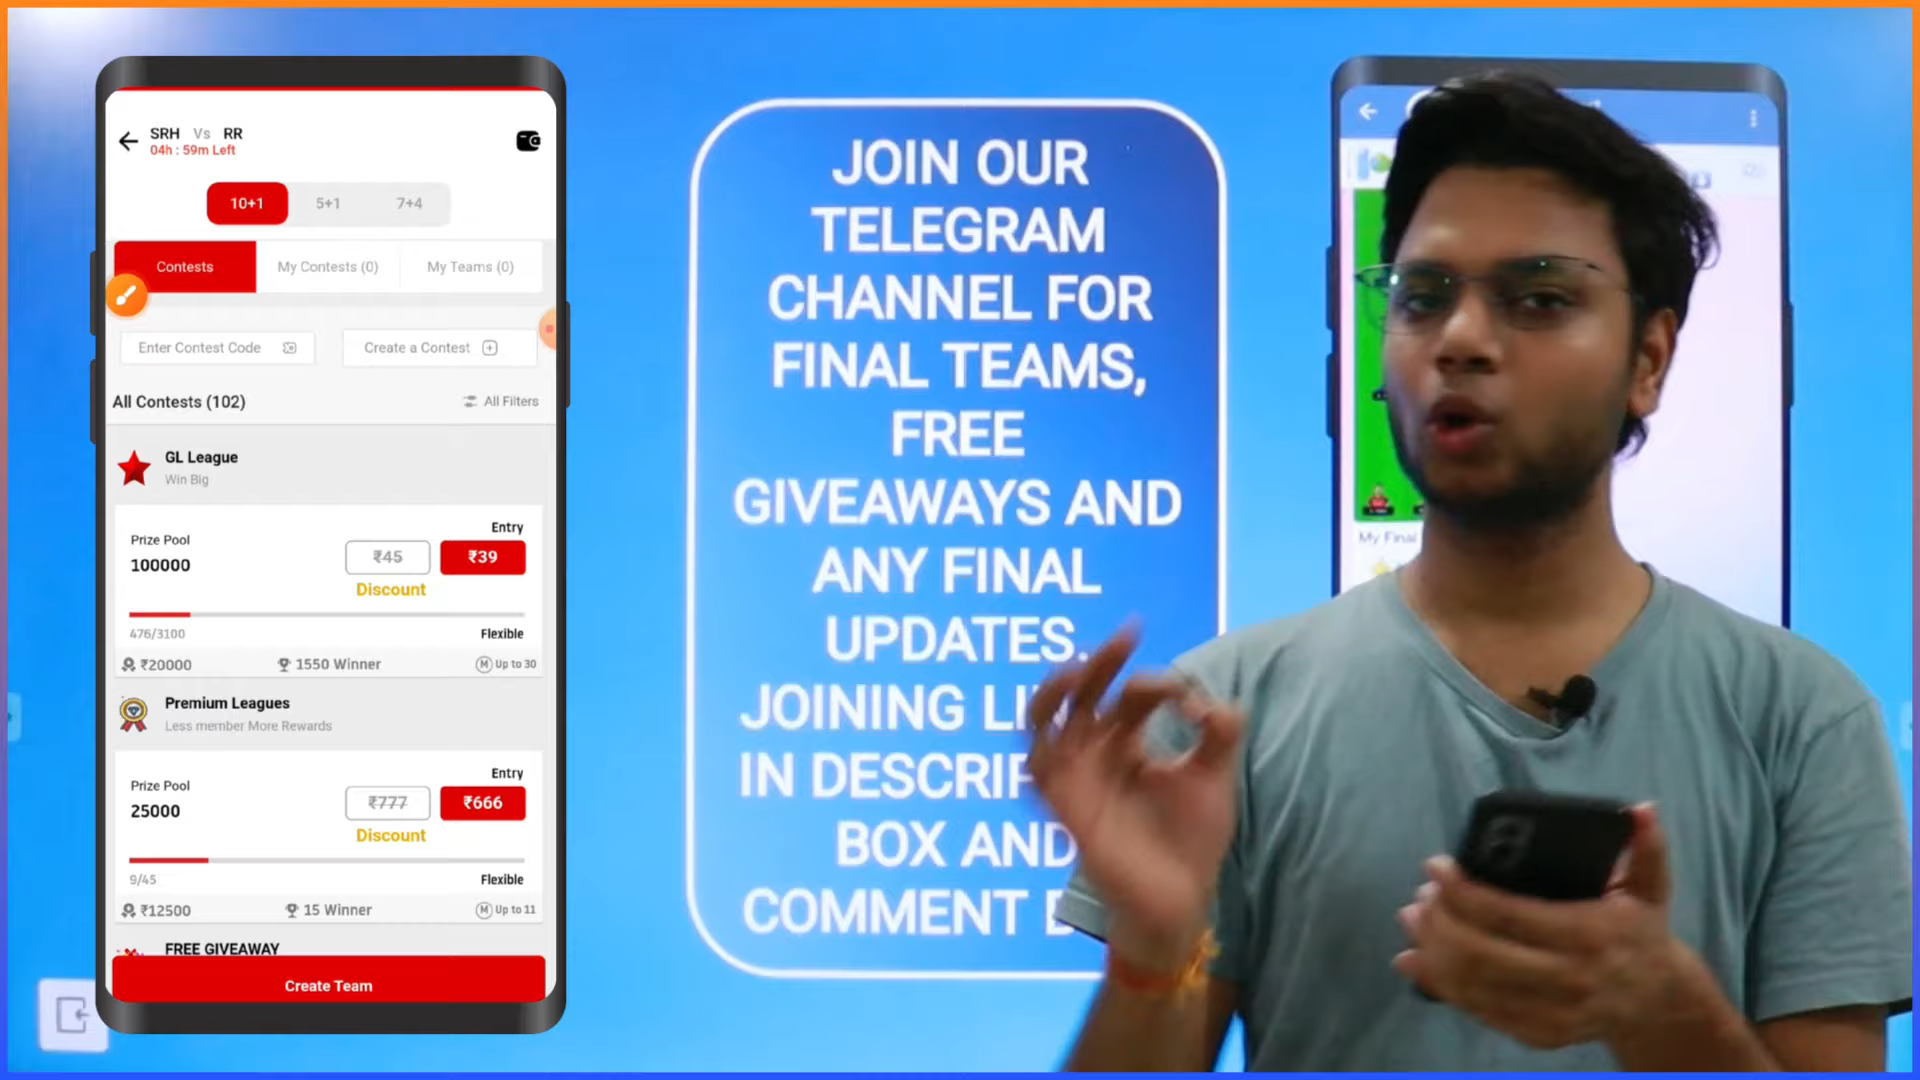 SRH Vs RR
04h : 59m Left
10+1 5+1 7+4
Contests My Contests (0) My Teams (0)
Enter Contest Code Create a Contest
All Contests (102) All Filters
GL League
Win Big
Entry
Prize Pool
100000 ₹45 ₹39
Discount
476/3100 Flexible
₹20000 1550 Winner M Up to 30
Premium Leagues
Less member More Rewards
Entry
Prize Pool
25000 ₹777 ₹666
Discount
9/45 Flexible
₹12500 15 Winner M Up to 11
FREE GIVEAWAY
Create Team
JOIN OUR
TELEGRAM
CHANNEL FOR
FINAL TEAMS,
FREE
GIVEAWAYS AND
ANY FINAL
UPDATES.
JOINING
IN
BOX AND
COMMENT
My Final